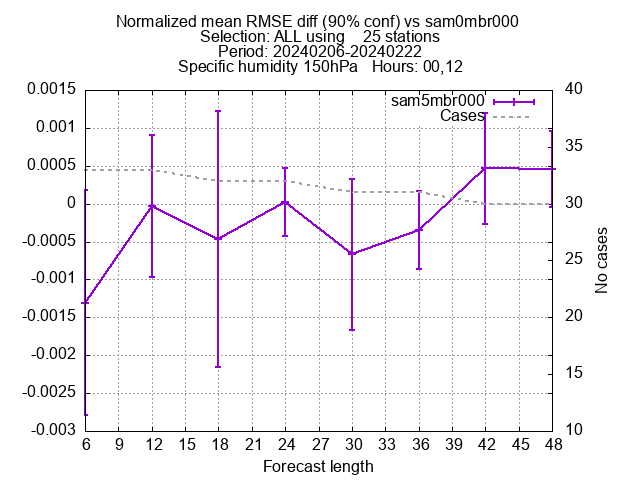 Normalized mean RMSE diff (90% conf) vs sam0mbr000
Selection: ALL using    25 stations
Period: 20240206-20240222
Specific humidity 150hPa   Hours: 00,12
sam5mbr000
Cases
0.0015
0.001
0.0005
0
-0.0005
-0.001
-0.0015
-0.002
-0.0025
-0.003
40
35
30
25
20
15
10
No cases
6 9 12 15 18 21 24 27 30 33 36 39 42 45 48
Forecast length